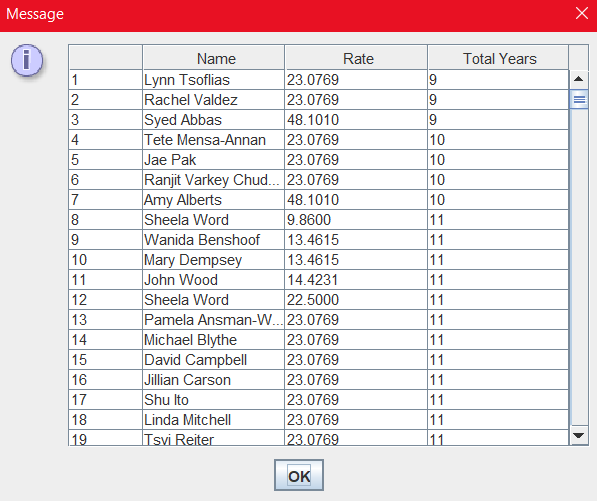 Message
Name Rate Total Years
1 Lynn Tsoflias 23.0769 9
2 Rachel Valdez 23.0769 9
3 Syed Abbas 48.1010 9
4 Tete Mensa-Annan 23.0769 10
5 Jae Pak 23.0769 10
6 Ranjit Varkey Chud... 23.0769 10
7 Amy Alberts 48.1010 10
8 Sheela Word 9.8600 11
9 Wanida Benshoof 13.4615 11
10 Mary Dempsey 13.4615 11
11 John Wood 14.4231 11
12 Sheela Word 22.5000 11
13 Pamela Ansman-W... 23.0769 11
14 Michael Blythe 23.0769 11
15 David Campbell 23.0769 11
16 Jillian Carson 23.0769 11
17 Shu Ito 23.0769 11
18 Linda Mitchell 23.0769 11
19 Tsvi Reiter 23.0769 11
OK